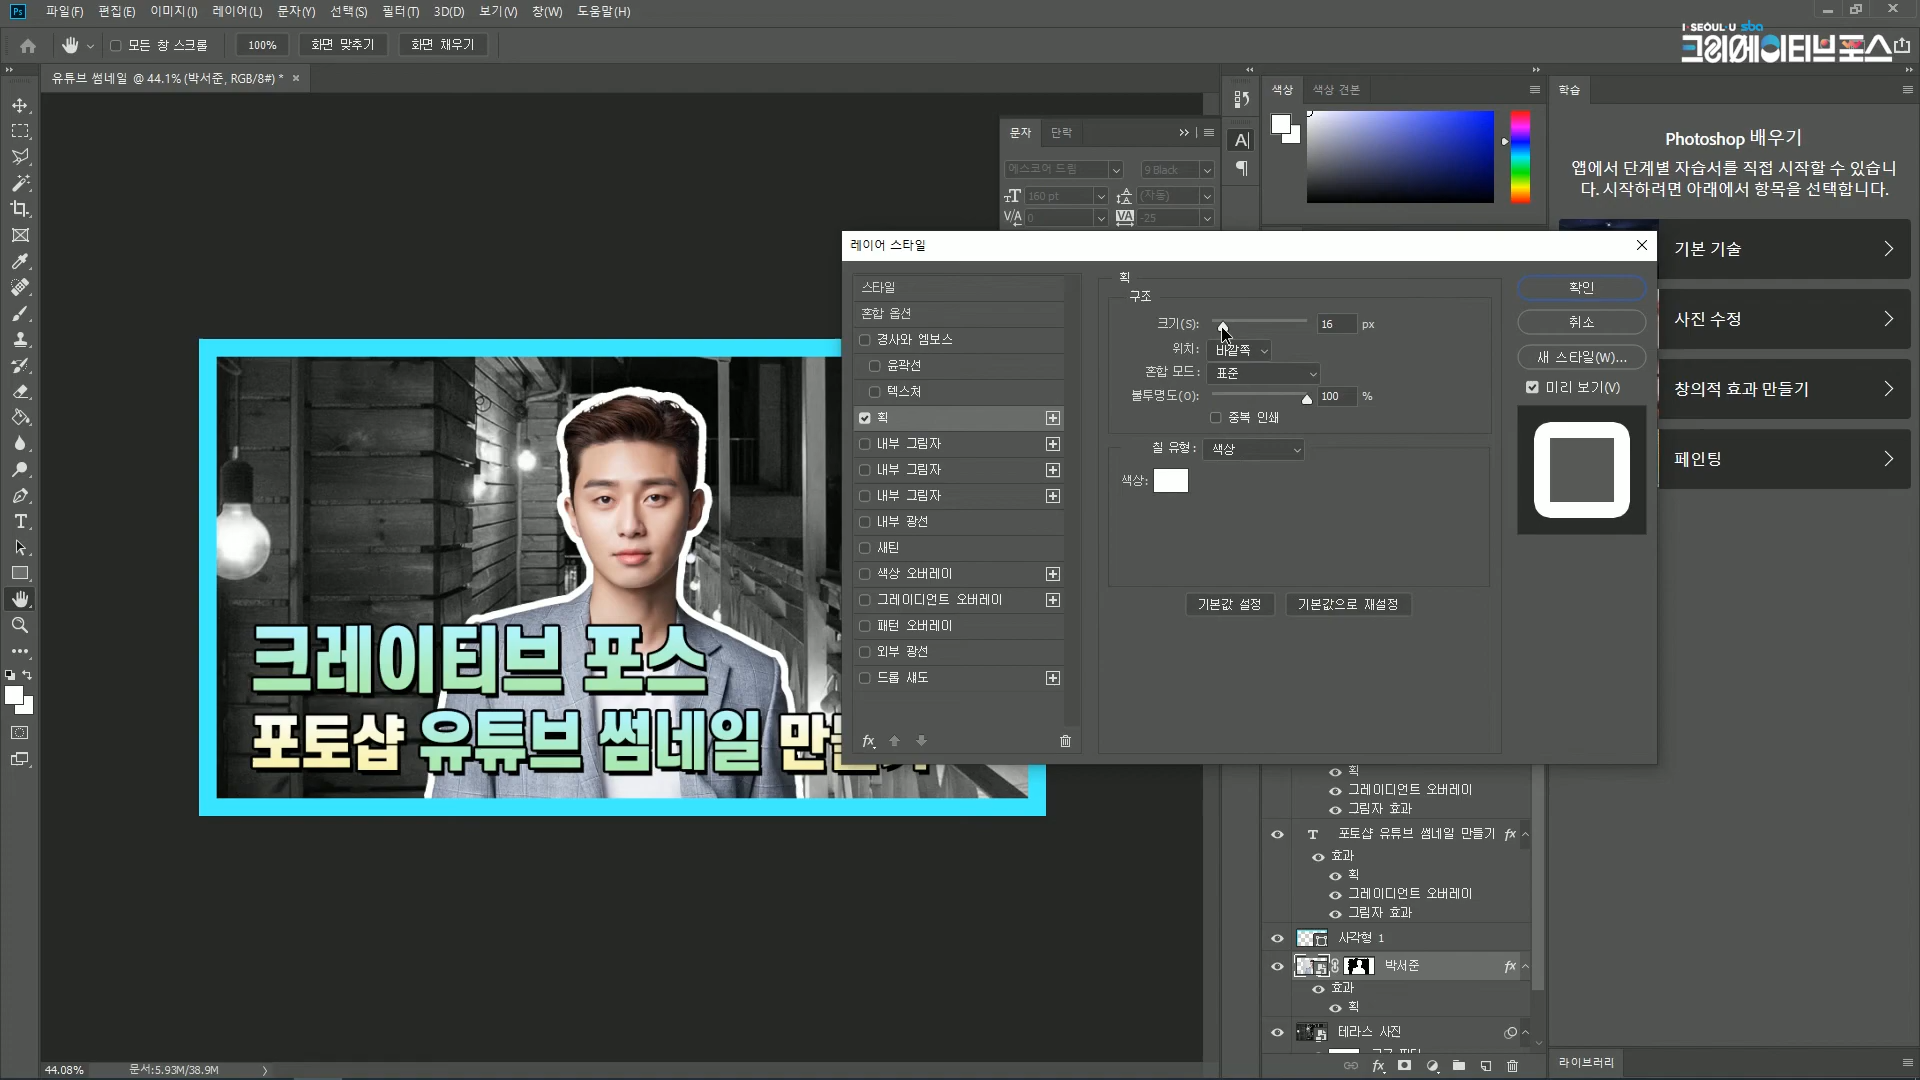 Ps
파일(F) 편집(E) 이미지(I) 레이어(L) 문자(Y) 선택(S) 필터(T) 3D(D) 보기(V) 창(W) 도움말(H)
I·SEOUL·U sba
크리에이티브포스
모든 창 스크롤 100% 화면 맞추기 화면 채우기
유튜브 썸네일 @ 44.1% (박서준, RGB/8#) *
문자 단락
에스코어 드림 9 Black
160 pt (자동)
V/A 0 VA -25
색상 색상 견본
학습
Photoshop 배우기
앱에서 단계별 자습서를 직접 시작할 수 있습니
다. 시작하려면 아래에서 항목을 선택합니다.
기본 기술
사진 수정
창의적 효과 만들기
페인팅
레이어 스타일
스타일
혼합 옵션
경사와 엠보스
윤곽선
텍스처
획
내부 그림자
내부 그림자
내부 그림자
내부 광선
새틴
색상 오버레이
그레이디언트 오버레이
패턴 오버레이
외부 광선
드롭 섀도
fx
획
구조
크기(S): 16 px
위치: 바깥쪽
혼합 모드: 표준
불투명도(O): 100 %
중복 인쇄
칠 유형: 색상
색상:
기본값 설정 기본값으로 재설정
확인
취소
새 스타일(W)...
미리 보기(V)
크레이티브 포스
포토샵 유튜브 썸네일
획
그레이디언트 오버레이
그림자 효과
T 포토샵 유튜브 썸네일 만들기 fx
효과
획
그레이디언트 오버레이
그림자 효과
사각형 1
박서준 fx
효과
획
테라스 사진
fx
라이브러리
44.08% 문서:5.93M/38.9M